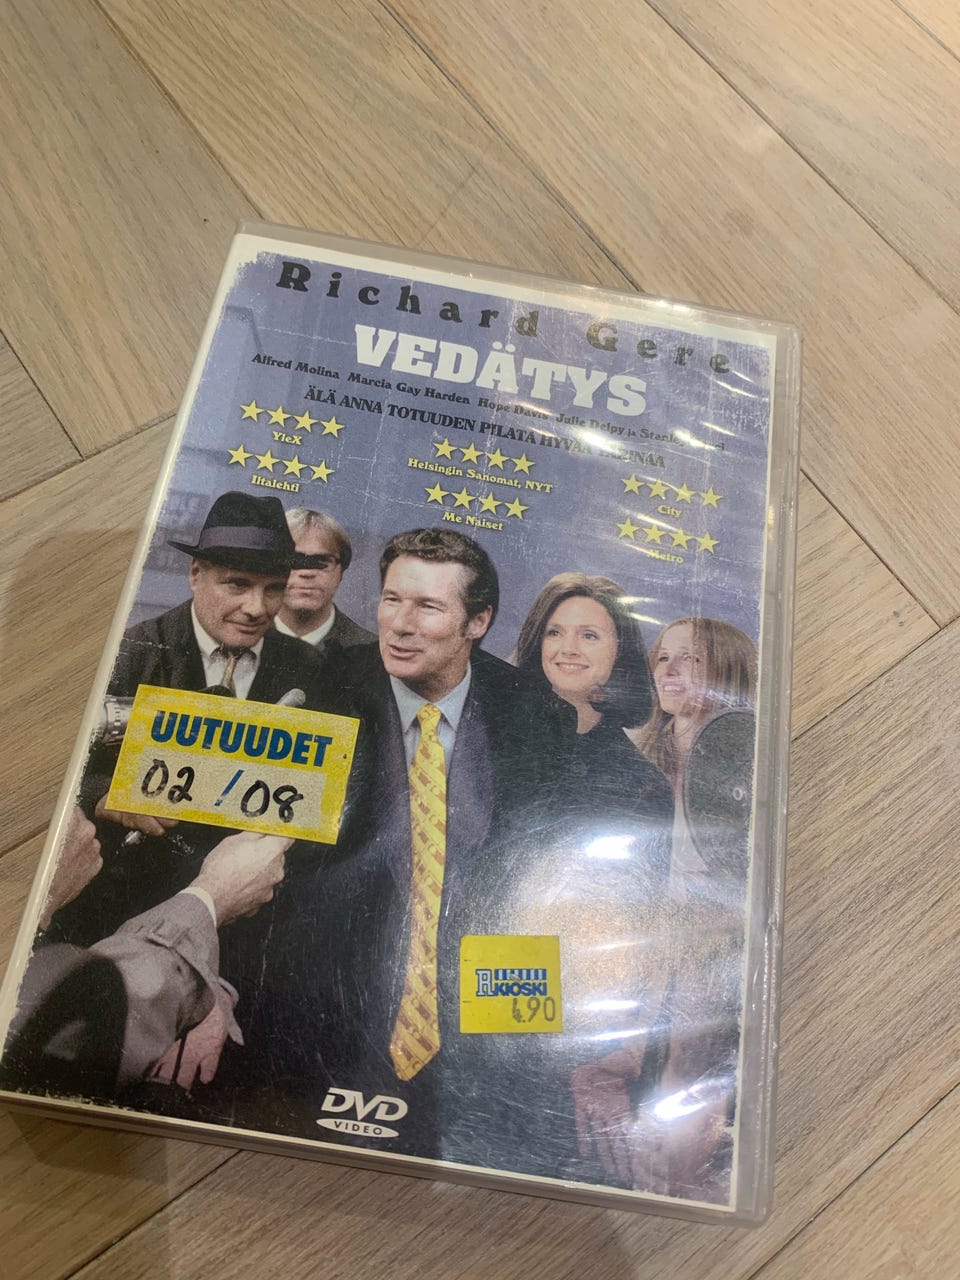 Richard Gere
VEDÄTYS
Alfred Molina Marcia Gay Harden Hope Davis Julie Delpy ja Stanley
ÄLÄ ANNA TOTUUDEN PILATA HYVÄÄ TARINAA
YleX
Helsingin Sanomat, NYT
City
Iltalehti
Me Naiset
Metro
UUTUUDET
02/08
R KIOSKI
4.90
DVD
VIDEO